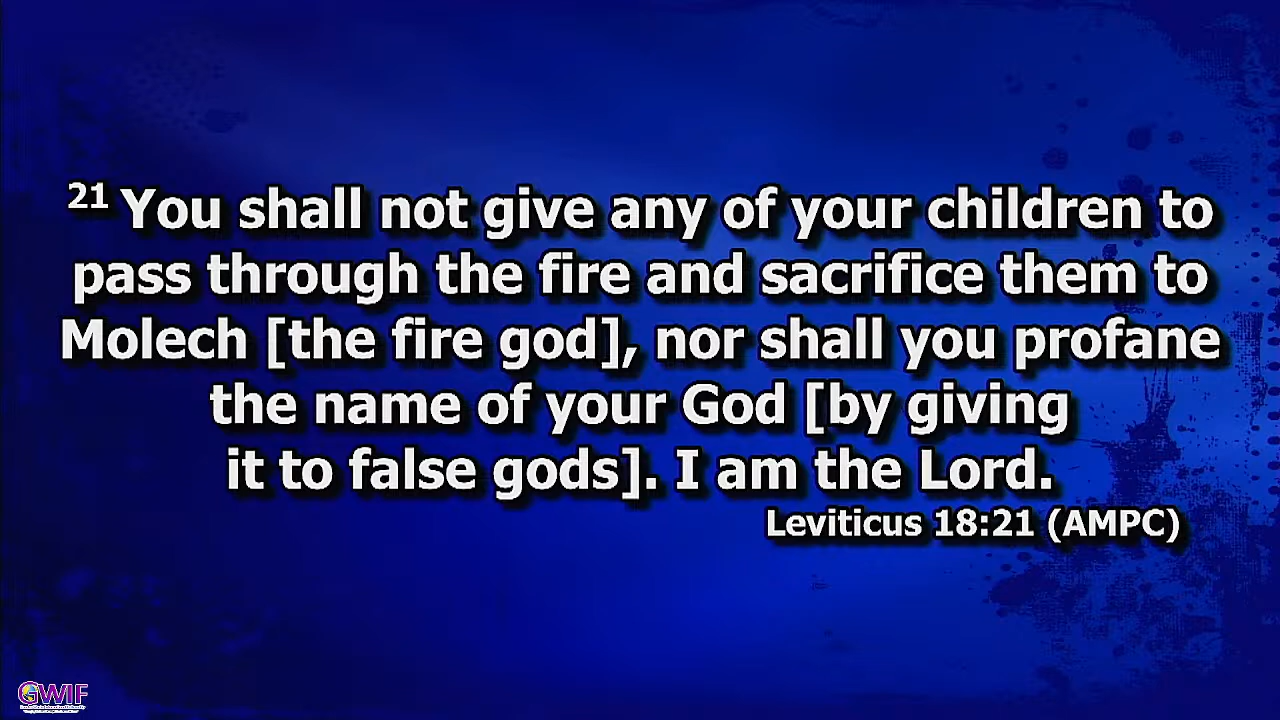 21 You shall not give any of your children to
pass through the fire and sacrifice them to
Molech [the fire god], nor shall you profane
the name of your God [by giving
it to false gods]. I am the Lord.
Leviticus 18:21 (AMPC)
GWIF